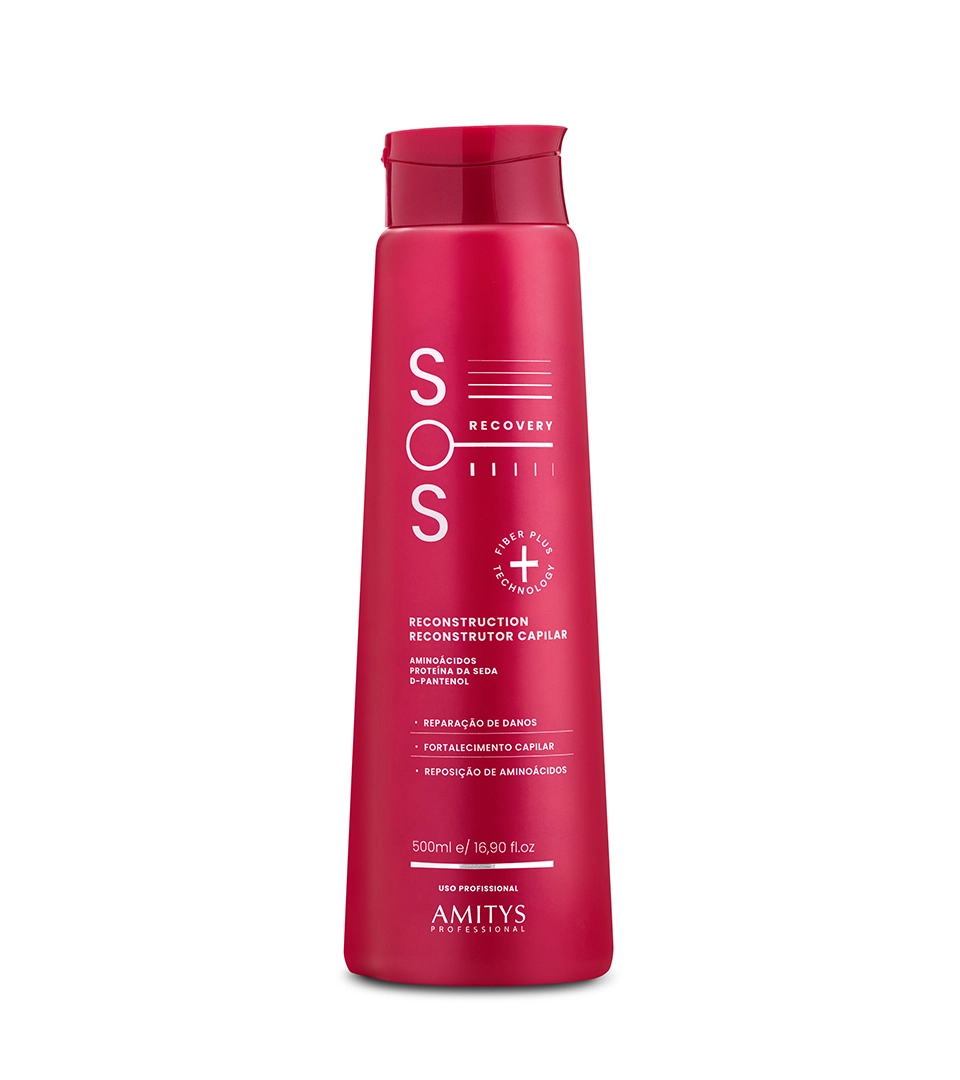 SOS
RECOVERY
FIBER PLUS
TECHNOLOGY
RECONSTRUCTION
RECONSTRUTOR CAPILAR
AMINOÁCIDOS
PROTEÍNA DA SEDA
D-PANTENOL
• REPARAÇÃO DE DANOS
• FORTALECIMENTO CAPILAR
• REPOSIÇÃO DE AMINOÁCIDOS
500ml e/ 16,90 fl.oz
USO PROFISSIONAL
AMITYS
PROFESSIONAL